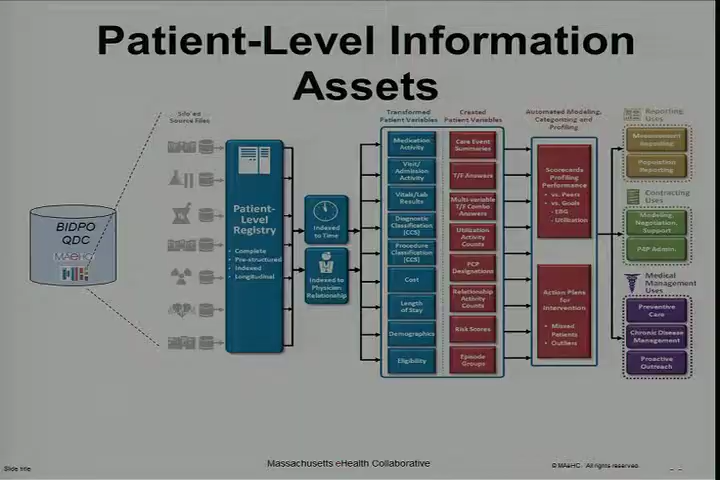 Patient-Level Information
Assets
Silo'ed
Source Files
BIDPO
QDC
MAeHC
Patient-
Level
Registry
• Complete
• Pre-structured
• Indexed
• Longitudinal
Indexed
to Time
Indexed to
Physician
Relationship
Transformed
Patient Variables
Medication
Activity
Visit/
Admission
Activity
Vitals/Lab
Results
Diagnostic
Classification
(CCS)
Procedure
Classification
(CCS)
Cost
Length
of Stay
Demographics
Eligibility
Created
Patient Variables
Care Event
Summaries
T/F Answers
Multi-variable
T/F Combo
Answers
Utilization
Activity
Counts
PCP
Designations
Relationship
Activity
Counts
Risk Scores
Episode
Groups
Automated Modeling,
Categorizing and
Profiling
Scorecards
Profiling
Performance
• vs. Peers
• vs. Goals
- EBG
- Utilization
Action Plans
for
Intervention
• Missed
Patients
• Outliers
Reporting
Uses
Measurement
Reporting
Population
Reporting
Contracting
Uses
Modeling,
Negotiation,
Support
P4P Admin.
Medical
Management
Uses
Preventive
Care
Chronic Disease
Management
Proactive
Outreach
Slide title
Massachusetts eHealth Collaborative
© MAeHC. All rights reserved.